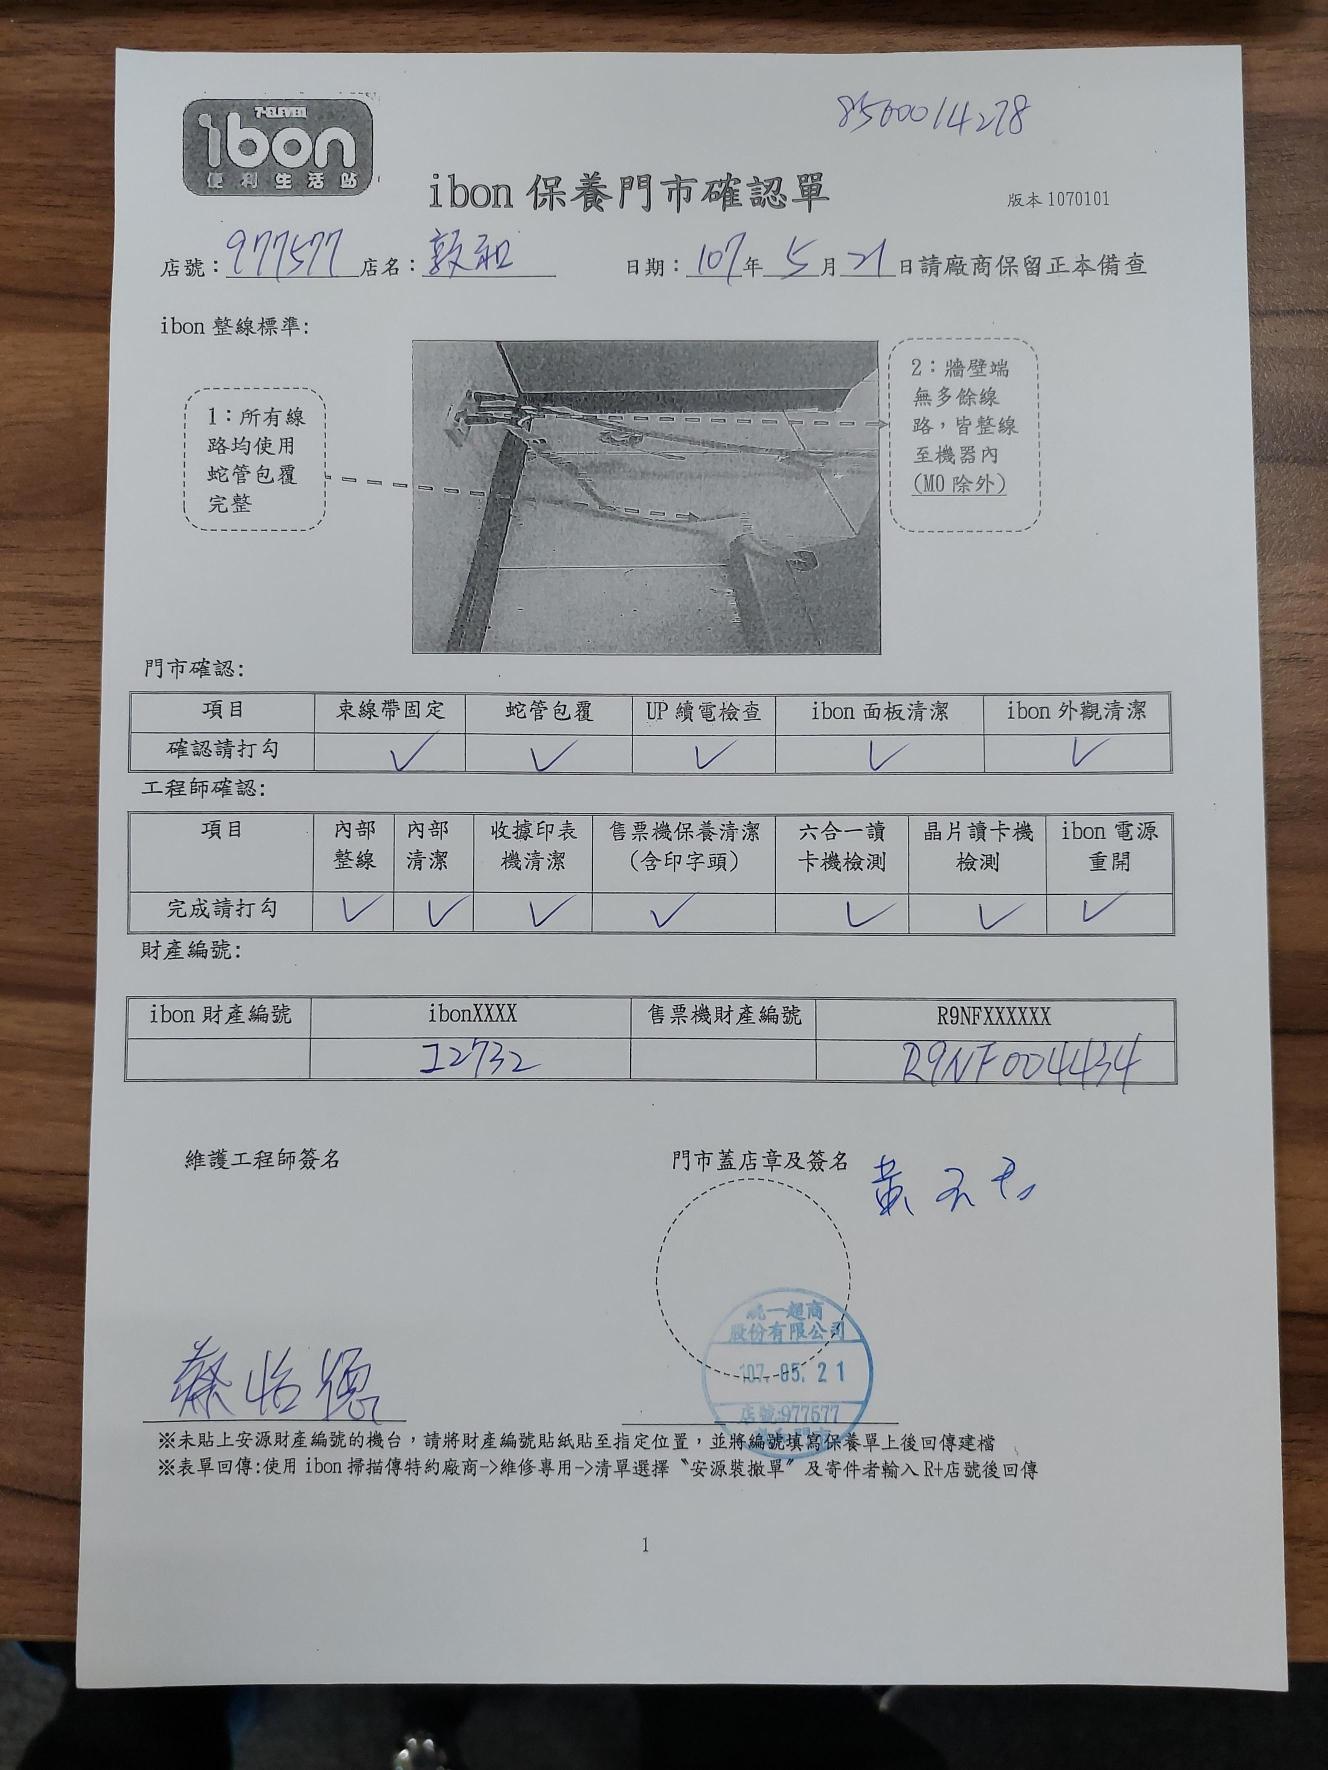 8500014278
7-ELEVEN
ibon
便利生活站
ibon 保養門市確認單
版本 1070101
店號：977577 店名：敦和 日期：107年 5月 21日請廠商保留正本備查
ibon 整線標準:
1：所有線
路均使用
蛇管包覆
完整
2：牆壁端
無多餘線
路，皆整線
至機器內
(MO 除外)
門市確認:
項目 束線帶固定 蛇管包覆 UP 續電檢查 ibon 面板清潔 ibon 外觀清潔
確認請打勾 ✓ ✓ ✓ ✓ ✓
工程師確認:
項目 內部整線 內部清潔 收據印表機清潔 售票機保養清潔(含印字頭) 六合一讀卡機檢測 晶片讀卡機檢測 ibon 電源重開
完成請打勾 ✓ ✓ ✓ ✓ ✓ ✓ ✓
財產編號:
ibon 財產編號 ibonXXXX 售票機財產編號 R9NFXXXXXX
I2732 R9NF004434
維護工程師簽名 門市蓋店章及簽名 黃
統一超商
股份有限公司
107.05.21
店號:977577
蔡怡德
※未貼上安源財產編號的機台，請將財產編號貼紙貼至指定位置，並將編號填寫保養單上後回傳建檔
※表單回傳:使用 ibon 掃描傳特約廠商->維修專用->清單選擇〝安源裝撤單〞及寄件者輸入 R+店號後回傳
1